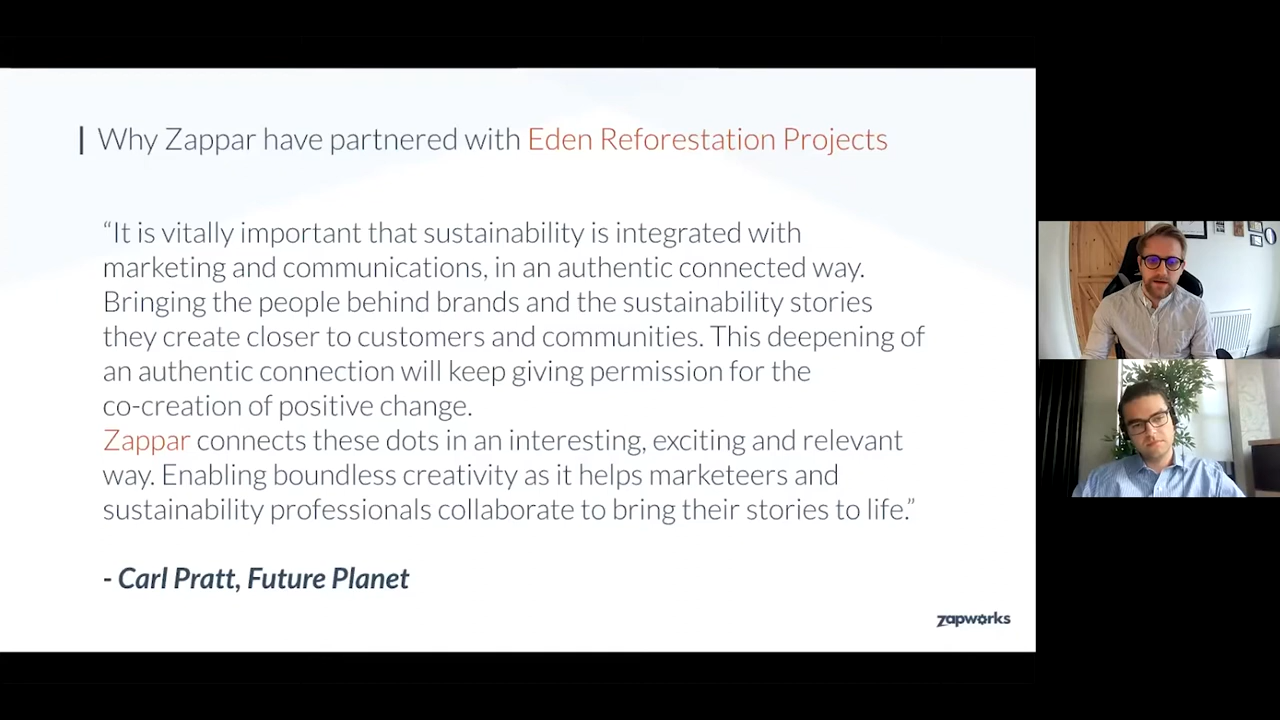 | Why Zappar have partnered with Eden Reforestation Projects
“It is vitally important that sustainability is integrated with
marketing and communications, in an authentic connected way.
Bringing the people behind brands and the sustainability stories
they create closer to customers and communities. This deepening of
an authentic connection will keep giving permission for the
co-creation of positive change.
Zappar connects these dots in an interesting, exciting and relevant
way. Enabling boundless creativity as it helps marketeers and
sustainability professionals collaborate to bring their stories to life.”
- Carl Pratt, Future Planet
zapworks